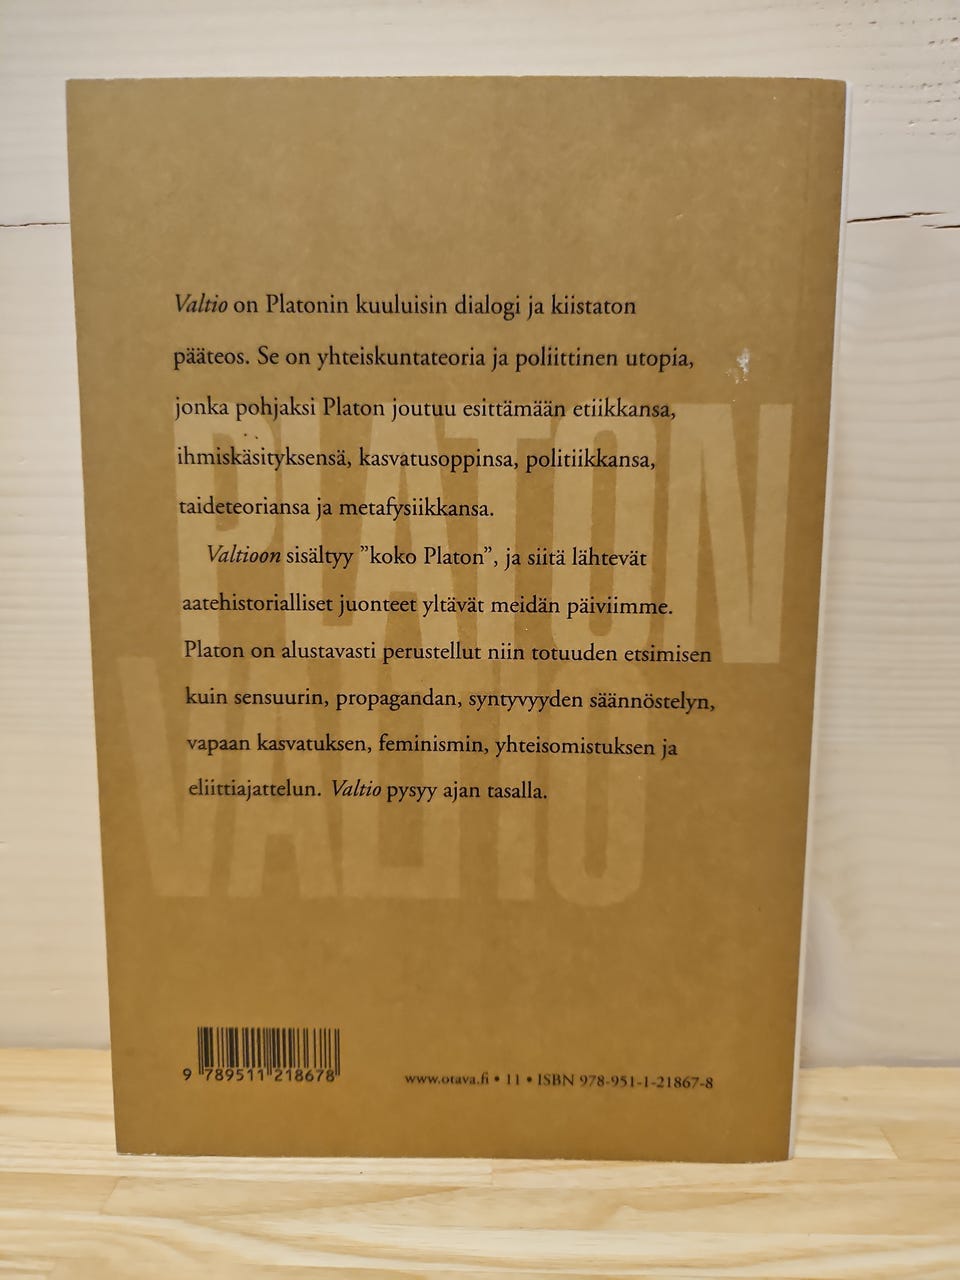 Valtio on Platonin kuuluisin dialogi ja kiistaton
pääteos. Se on yhteiskuntateoria ja poliittinen utopia,
jonka pohjaksi Platon joutuu esittämään etiikkansa,
ihmiskäsityksensä, kasvatusoppinsa, politiikkansa,
taideteoriansa ja metafysiikkansa.
Valtioon sisältyy ”koko Platon”, ja siitä lähtevät
aatehistorialliset juonteet yltävät meidän päiviimme.
Platon on alustavasti perustellut niin totuuden etsimisen
kuin sensuurin, propagandan, syntyvyyden säännöstelyn,
vapaan kasvatuksen, feminismin, yhteisomistuksen ja
eliittiajattelun. Valtio pysyy ajan tasalla.
PLATON
VALTIO
9 789511 218678
www.otava.fi • 11 • ISBN 978-951-1-21867-8